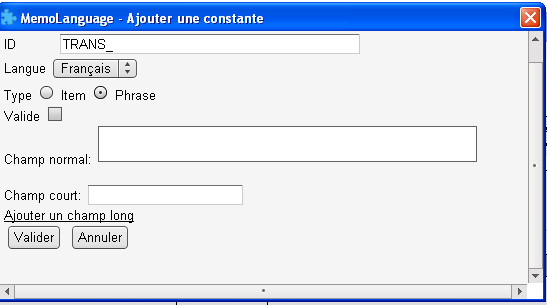 MemoLanguage - Ajouter une constante
ID TRANS_
Langue Français
Type Item Phrase
Valide
Champ normal:
Champ court:
Ajouter un champ long
Valider Annuler